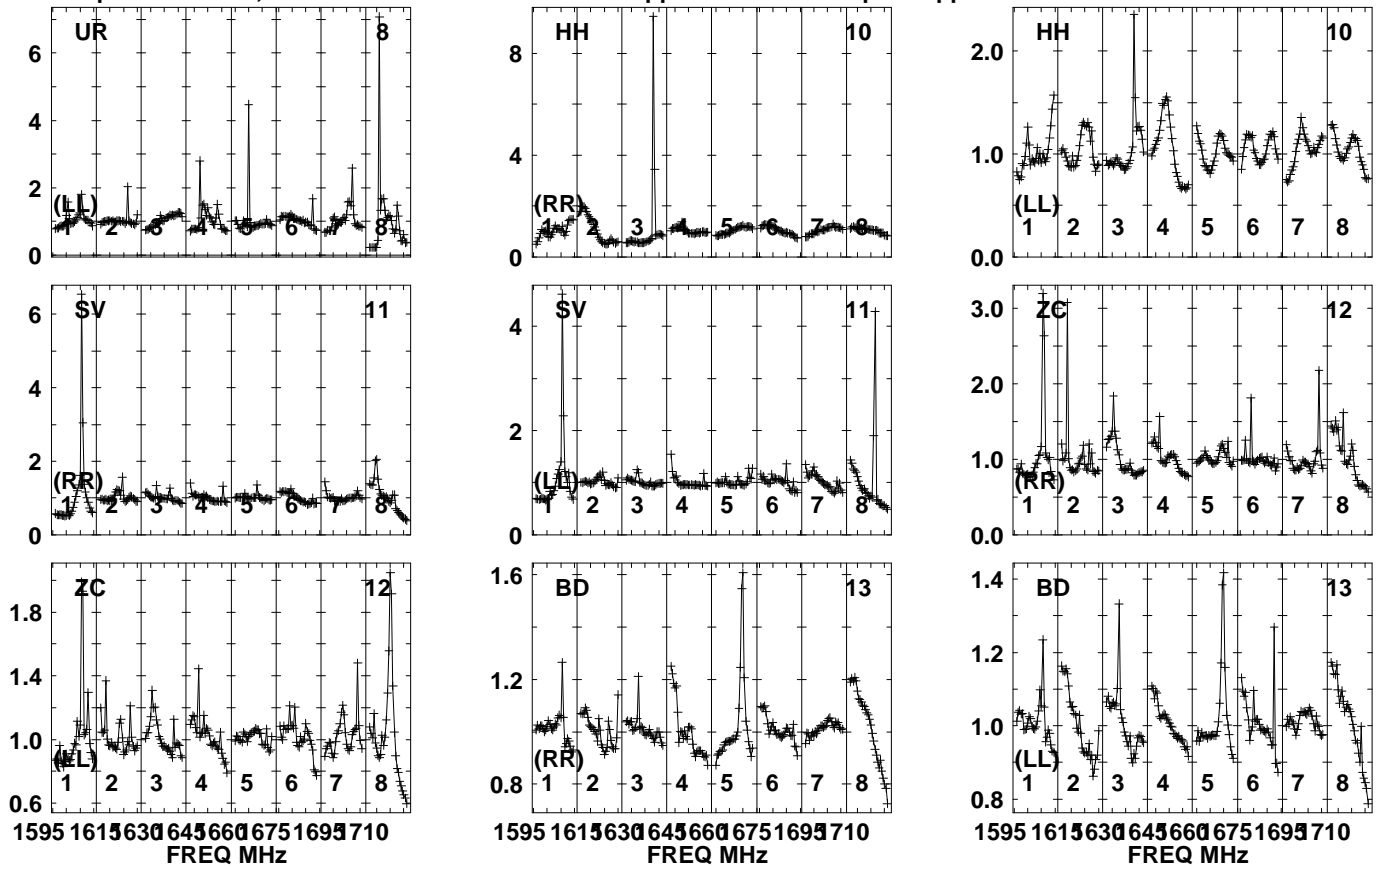 UR 8 HH 10 HH 10
6 8 2.0
4 4 1.0
2 (LL) (RR) (LL)
1 2 3 4 5 6 7 8 1 2 3 4 5 6 7 8 1 2 3 4 5 6 7 8
0 0 0.0
SV 11 SV 11 ZC 12
6 4 3.0
4 2 2.0
2 (RR) (LL) 1.0 (RR)
1 2 3 4 5 6 7 8 1 2 3 4 5 6 7 8 1 2 3 4 5 6 7 8
0 0 0.0
ZC 12 BD 13 BD 13
1.8 1.6 1.4
1.4 1.2 1.2
1.0 (LL) (RR) 1.0 (LL)
1 2 3 4 5 6 7 8 1 2 3 4 5 6 7 8 1 2 3 4 5 6 7 8
0.6 0.8 0.8
1595 1615 1630 1645 1660 1675 1695 1710 1595 1615 1630 1645 1660 1675 1695 1710 1595 1615 1630 1645 1660 1675 1695 1710
FREQ MHz FREQ MHz FREQ MHz